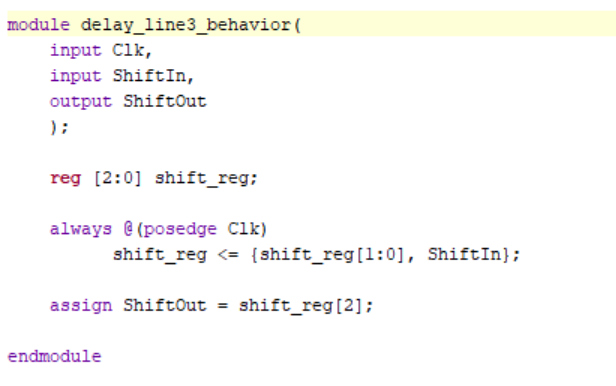 module delay_line3_behavior(
    input Clk,
    input ShiftIn,
    output ShiftOut
    );
    reg [2:0] shift_reg;
    always @(posedge Clk)
          shift_reg <= {shift_reg[1:0], ShiftIn};
    assign ShiftOut = shift_reg[2];
endmodule